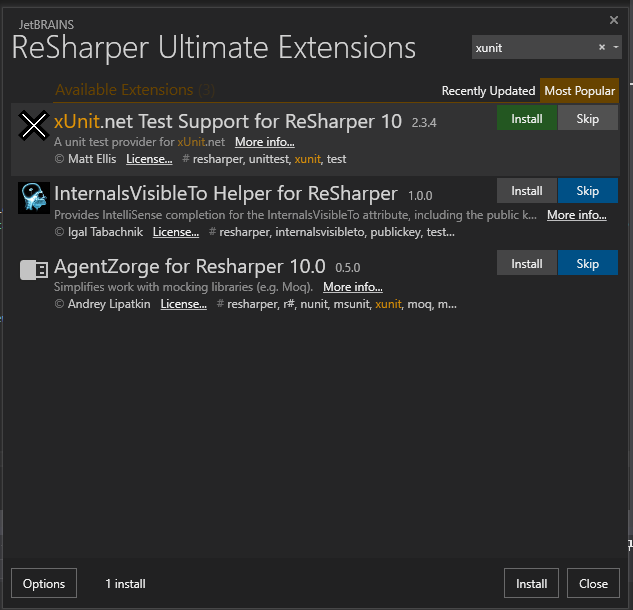 JetBRAINS
ReSharper Ultimate Extensions
xunit
Available Extensions (3)
Recently Updated
Most Popular
xUnit.net Test Support for ReSharper 10 2.3.4
Install
Skip
A unit test provider for xUnit.net More info...
© Matt Ellis License... # resharper, unittest, xunit, test
InternalsVisibleTo Helper for ReSharper 1.0.0
Install
Skip
Provides IntelliSense completion for the InternalsVisibleTo attribute, including the public k... More info...
© Igal Tabachnik License... # resharper, internalsvisibleto, publickey, test...
AgentZorge for Resharper 10.0 0.5.0
Install
Skip
Simplifies work with mocking libraries (e.g. Moq). More info...
© Andrey Lipatkin License... # resharper, r#, nunit, msunit, xunit, moq, m...
Options
1 install
Install
Close